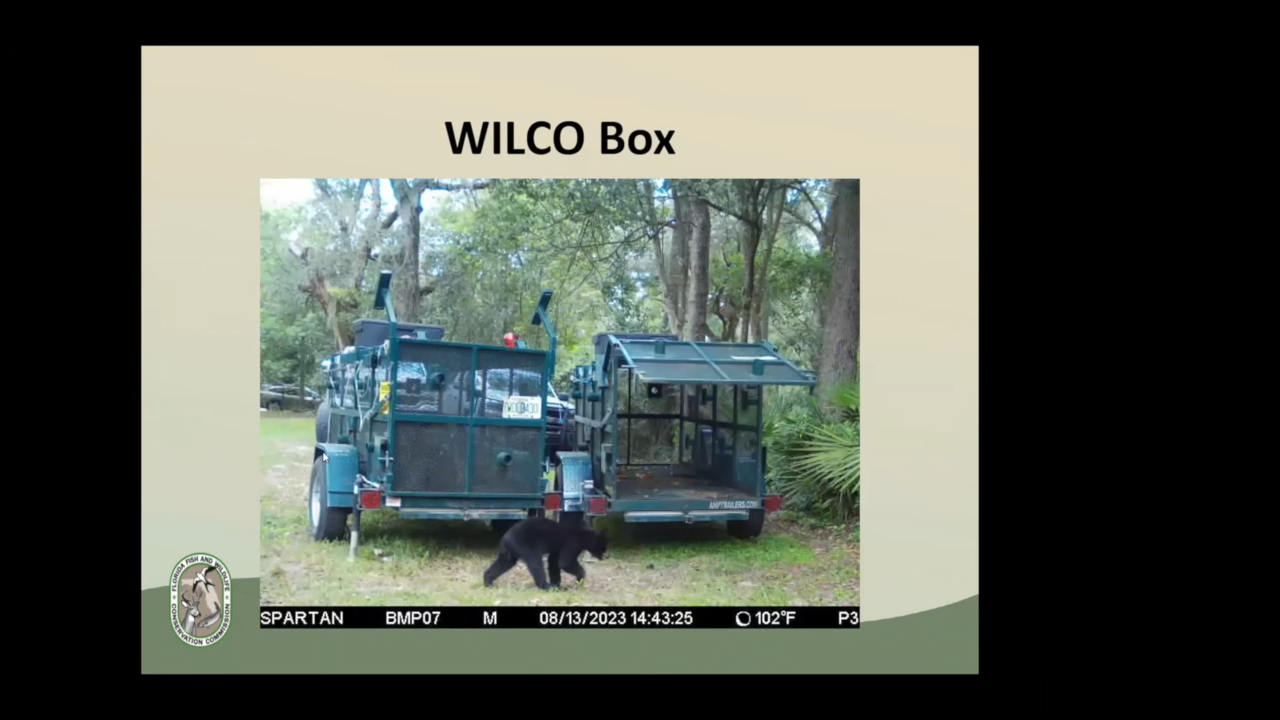 WILCO Box
AHPTRAILERS.COM
SPARTAN BMP07 M 08/13/2023 14:43:25 102°F P3
FLORIDA FISH AND WILDLIFE
CONSERVATION COMMISSION